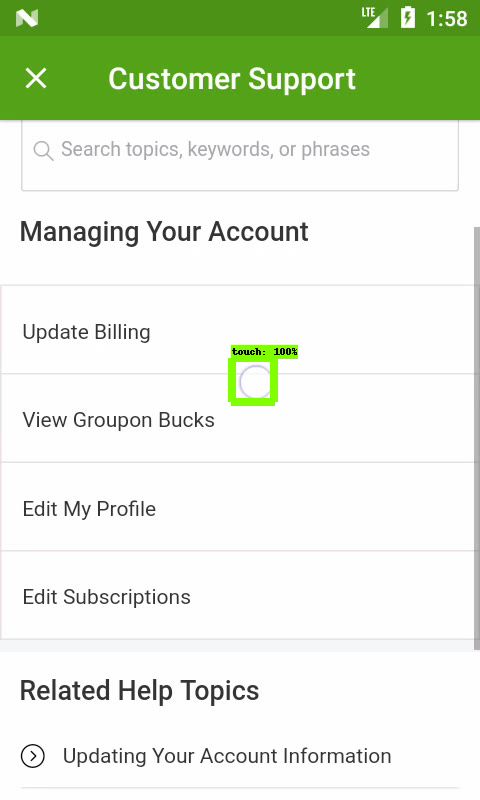 LTE
1:58
Customer Support
Search topics, keywords, or phrases
Managing Your Account
Update Billing
touch: 100%
View Groupon Bucks
Edit My Profile
Edit Subscriptions
Related Help Topics
Updating Your Account Information